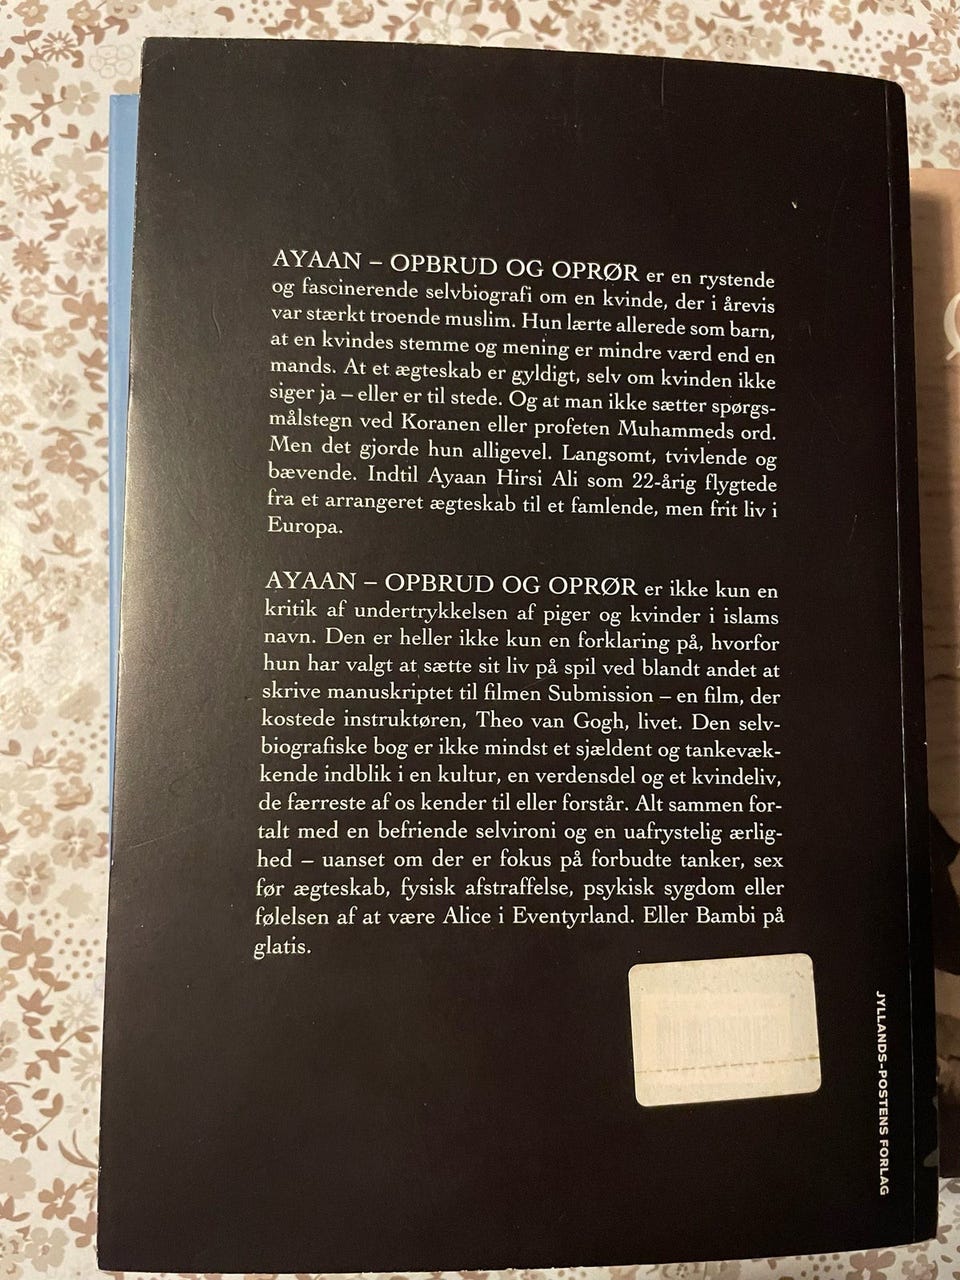 AYAAN – OPBRUD OG OPRØR er en rystende
og fascinerende selvbiografi om en kvinde, der i årevis
var stærkt troende muslim. Hun lærte allerede som barn,
at en kvindes stemme og mening er mindre værd end en
mands. At et ægteskab er gyldigt, selv om kvinden ikke
siger ja – eller er til stede. Og at man ikke sætter spørgs-
målstegn ved Koranen eller profeten Muhammeds ord.
Men det gjorde hun alligevel. Langsomt, tvivlende og
bævende. Indtil Ayaan Hirsi Ali som 22-årig flygtede
fra et arrangeret ægteskab til et famlende, men frit liv i
Europa.
AYAAN – OPBRUD OG OPRØR er ikke kun en
kritik af undertrykkelsen af piger og kvinder i islams
navn. Den er heller ikke kun en forklaring på, hvorfor
hun har valgt at sætte sit liv på spil ved blandt andet at
skrive manuskriptet til filmen Submission – en film, der
kostede instruktøren, Theo van Gogh, livet. Den selv-
biografiske bog er ikke mindst et sjældent og tankevæk-
kende indblik i en kultur, en verdensdel og et kvindeliv,
de færreste af os kender til eller forstår. Alt sammen for-
talt med en befriende selvironi og en uafrystelig ærlig-
hed – uanset om der er fokus på forbudte tanker, sex
før ægteskab, fysisk afstraffelse, psykisk sygdom eller
følelsen af at være Alice i Eventyrland. Eller Bambi på
glatis.
JYLLANDS-POSTENS FORLAG